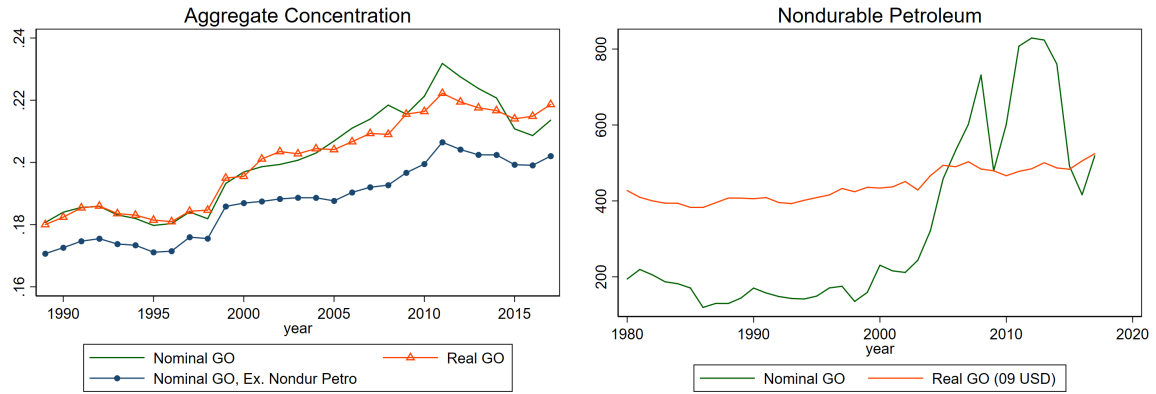 Aggregate Concentration
.24
.22
.2
.18
.16
1990
1995
2000
2005
2010
2015
year
Nominal GO
Real GO
Nominal GO, Ex. Nondur Petro
Nondurable Petroleum
800
600
400
200
1980
1990
2000
2010
2020
year
Nominal GO
Real GO (09 USD)